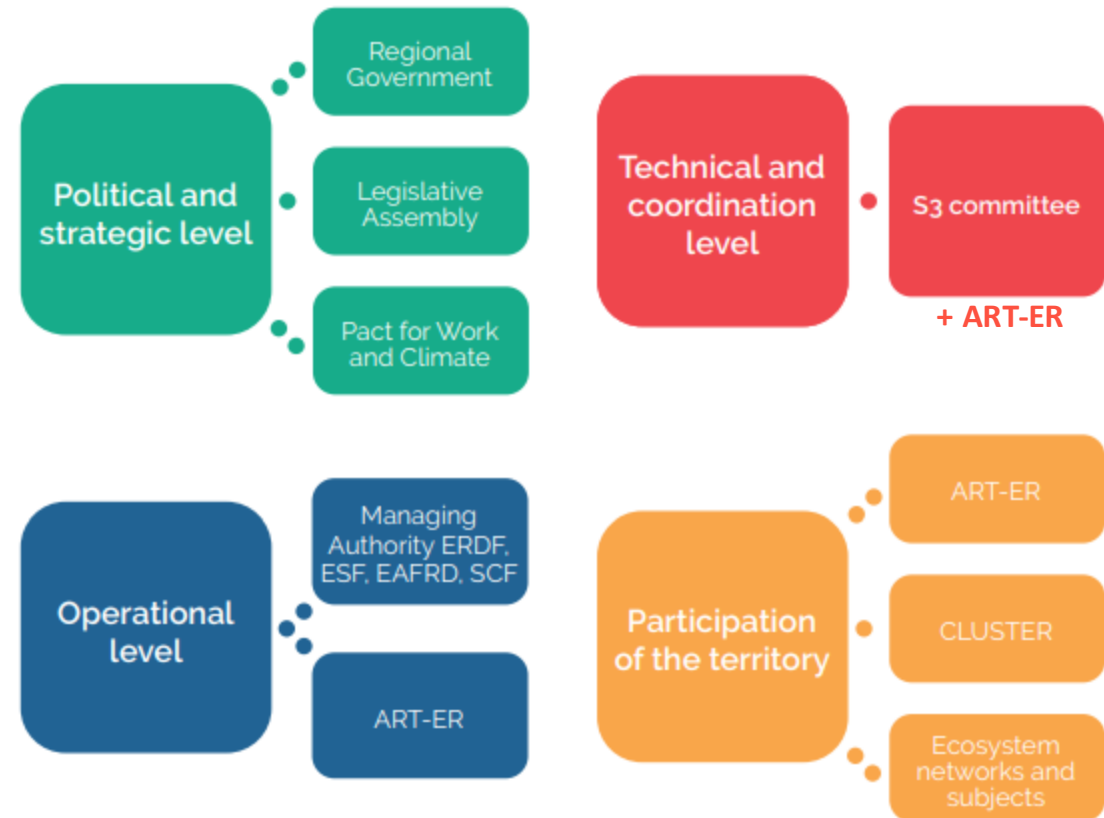 Political and
strategic level
Regional
Government
Legislative
Assembly
Pact for Work
and Climate
Technical and
coordination
level
S3 committee
+ ART-ER
Operational
level
Managing
Authority ERDF,
ESF, EAFRD, SCF
ART-ER
Participation
of the territory
ART-ER
CLUSTER
Ecosystem
networks and
subjects